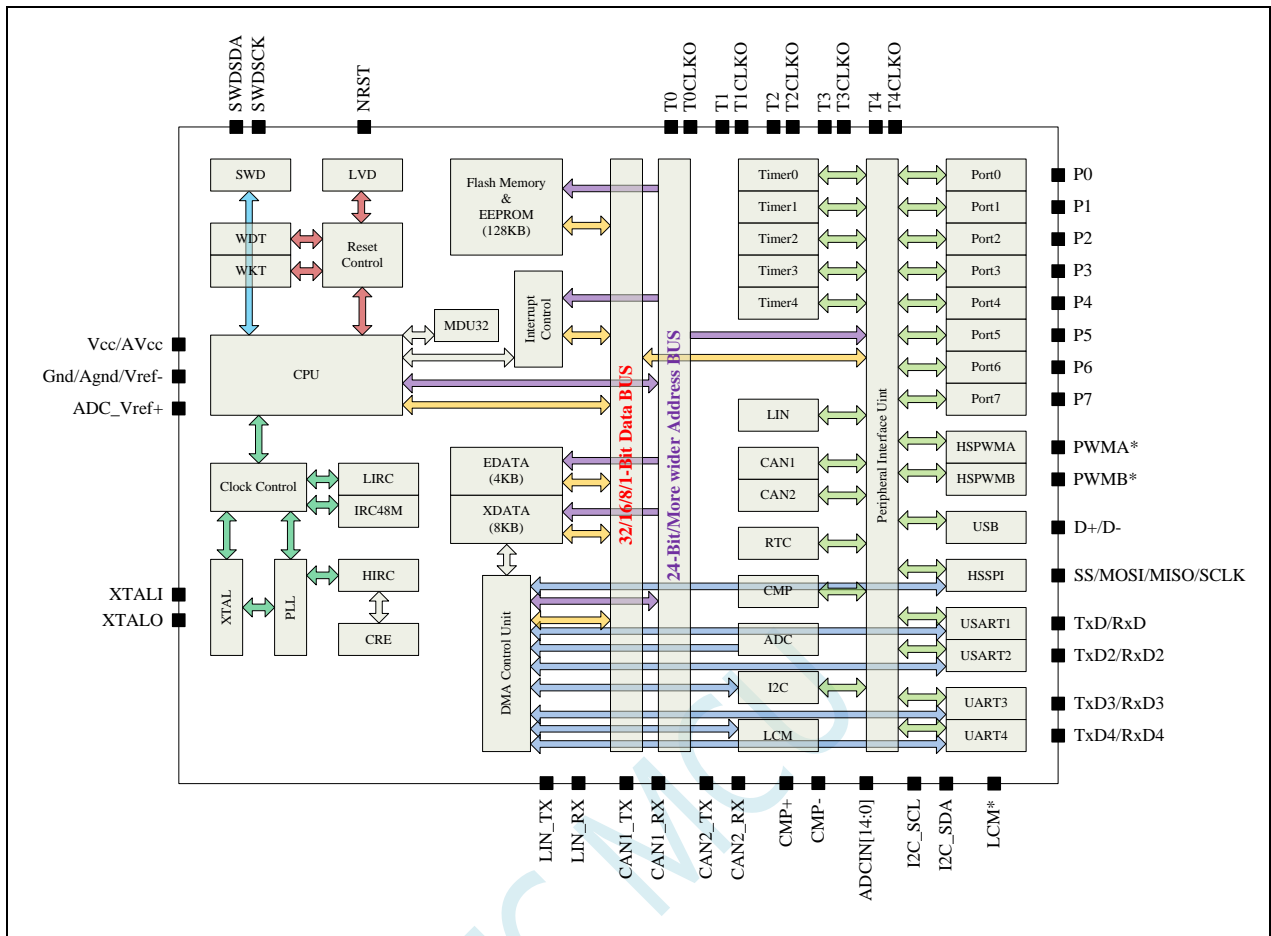 SWDSDA
SWDSCK
NRST
T0
T0CLKO
T1
T1CLKO
T2
T2CLKO
T3
T3CLKO
T4
T4CLKO
SWD
LVD
WDT
WKT
Reset
Control
Flash Memory
&
EEPROM
(128KB)
Interrupt
Control
MDU32
CPU
Vcc/AVcc
Gnd/Agnd/Vref-
ADC_Vref+
Clock Control
LIRC
IRC48M
XTAL
PLL
HIRC
CRE
XTALI
XTALO
EDATA
(4KB)
XDATA
(8KB)
DMA Control Unit
32/16/8/1-Bit Data BUS
24-Bit/More wider Address BUS
Timer0
Timer1
Timer2
Timer3
Timer4
LIN
CAN1
CAN2
RTC
CMP
ADC
I2C
LCM
Peripheral Interface Uint
Port0
Port1
Port2
Port3
Port4
Port5
Port6
Port7
HSPWMA
HSPWMB
USB
HSSPI
USART1
USART2
UART3
UART4
P0
P1
P2
P3
P4
P5
P6
P7
PWMA*
PWMB*
D+/D-
SS/MOSI/MISO/SCLK
TxD/RxD
TxD2/RxD2
TxD3/RxD3
TxD4/RxD4
LIN_TX
LIN_RX
CAN1_TX
CAN1_RX
CAN2_TX
CAN2_RX
CMP+
CMP-
ADCIN[14:0]
I2C_SCL
I2C_SDA
LCM*
MCU